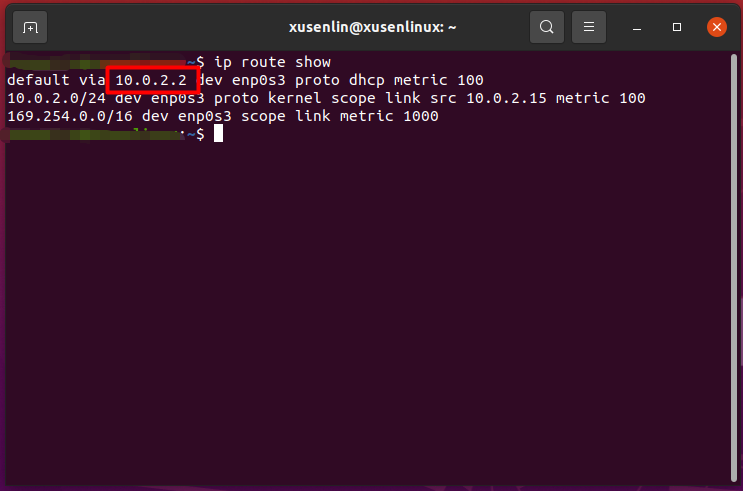 xusenlin@xusenlinux: ~
~$ ip route show
default via 10.0.2.2 dev enp0s3 proto dhcp metric 100
10.0.2.0/24 dev enp0s3 proto kernel scope link src 10.0.2.15 metric 100
169.254.0.0/16 dev enp0s3 scope link metric 1000
:~$